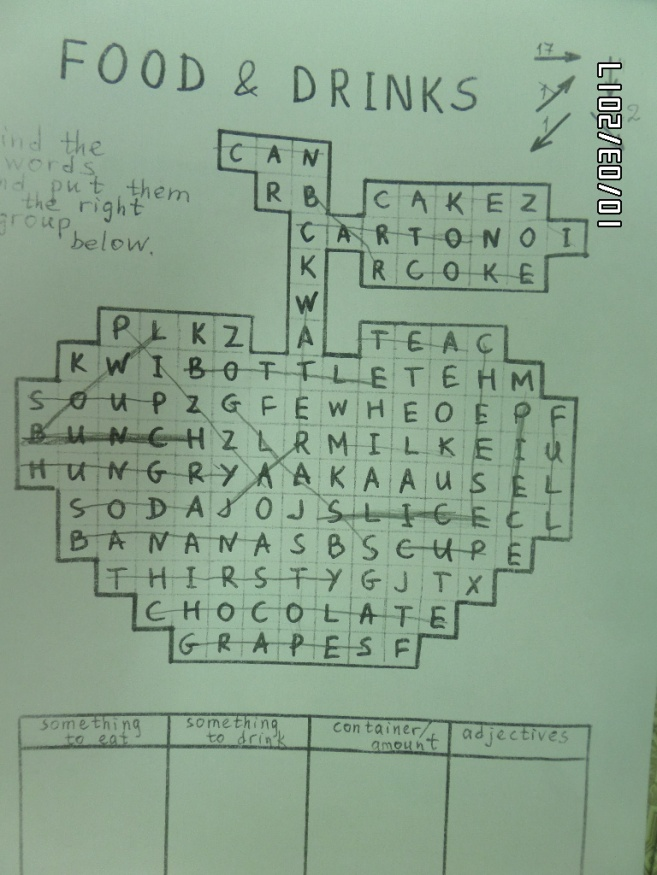 FOOD & DRINKS
17
1
2
10/03/2017
ind the
words
nd put them
the right
group
below.
C A N
R B
C A K E Z
C A R T O N O I
K
R C O K E
W
A
P L K Z
T E A C
K W I B O T T L E T E H M
S O U P Z G F E W H E O E P F
B U N C H Z L R M I L K E I U
H U N G R Y A A K A A U S E L
S O D A J O J S L I C E C L
B A N A N A S B S C U P E
T H I R S T Y G J T X
C H O C O L A T E
G R A P E S F
something to eat
something to drink
container/ amount
adjectives